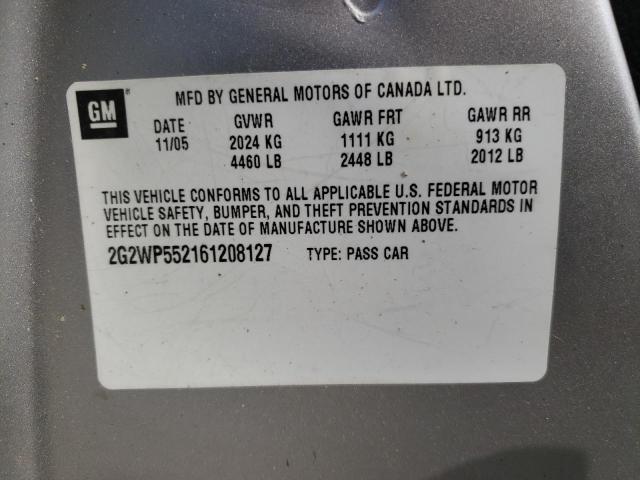 GM
MFD BY GENERAL MOTORS OF CANADA LTD.
DATE GVWR GAWR FRT GAWR RR
11/05 2024 KG 1111 KG 913 KG
4460 LB 2448 LB 2012 LB
THIS VEHICLE CONFORMS TO ALL APPLICABLE U.S. FEDERAL MOTOR
VEHICLE SAFETY, BUMPER, AND THEFT PREVENTION STANDARDS IN
EFFECT ON THE DATE OF MANUFACTURE SHOWN ABOVE.
2G2WP552161208127 TYPE: PASS CAR